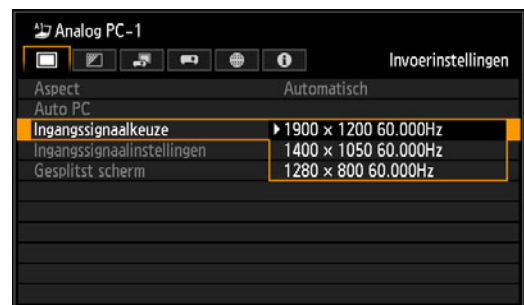 Analog PC-1
Invoerinstellingen
Aspect Automatisch
Auto PC
Ingangssignaalkeuze 1900 × 1200 60.000Hz
Ingangssignaalinstellingen 1400 × 1050 60.000Hz
Gesplitst scherm 1280 × 800 60.000Hz